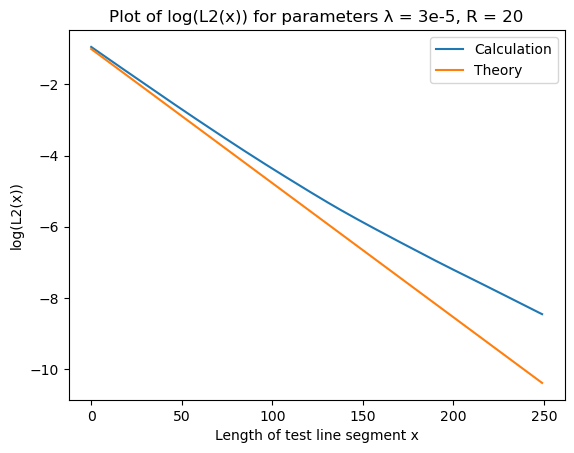 Plot of log(L2(x)) for parameters λ = 3e-5, R = 20
Calculation
Theory
log(L2(x))
−2
−4
−6
−8
−10
0
50
100
150
200
250
Length of test line segment x